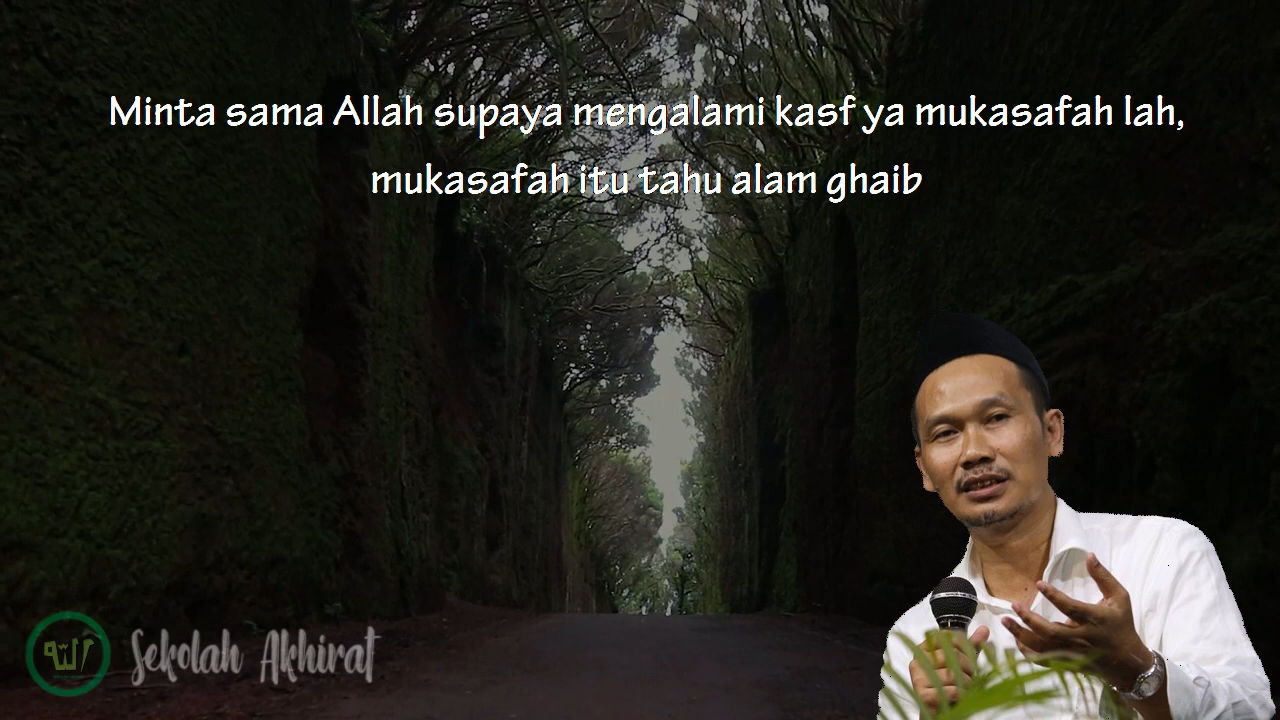 Minta sama Allah supaya mengalami kasf ya mukasafah lah,
mukasafah itu tahu alam ghaib
Sekolah Akhirat